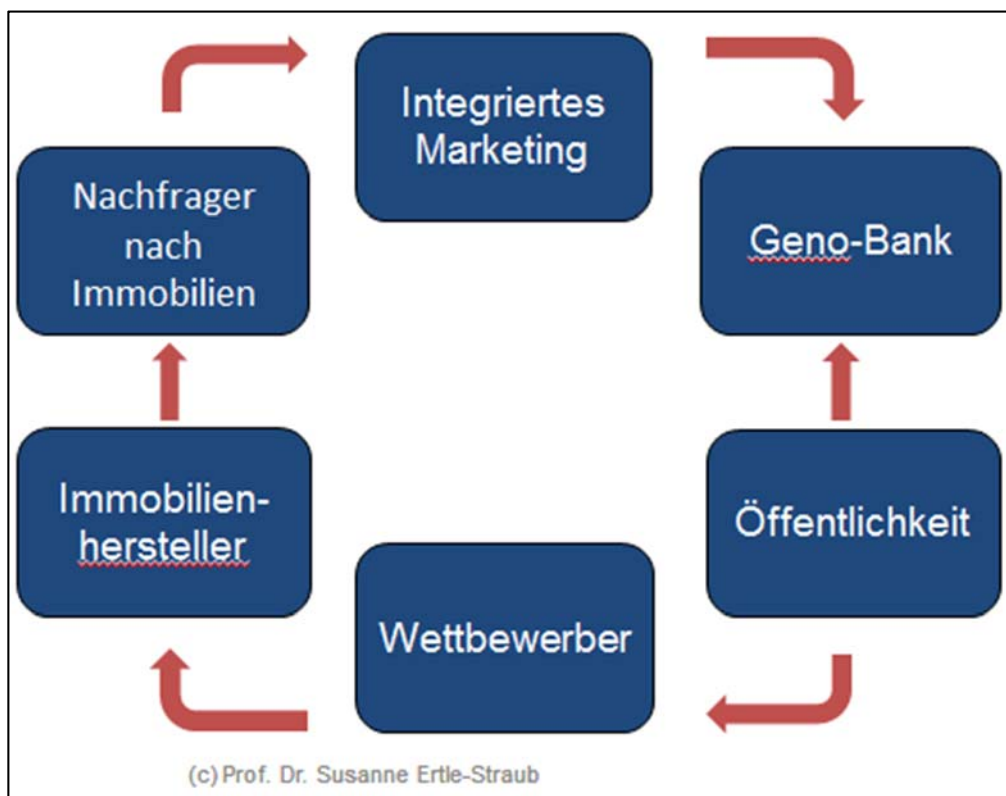 Integriertes
Marketing
Geno-Bank
Öffentlichkeit
Wettbewerber
Immobilien-
hersteller
Nachfrager
nach
Immobilien
(c) Prof. Dr. Susanne Ertle-Straub